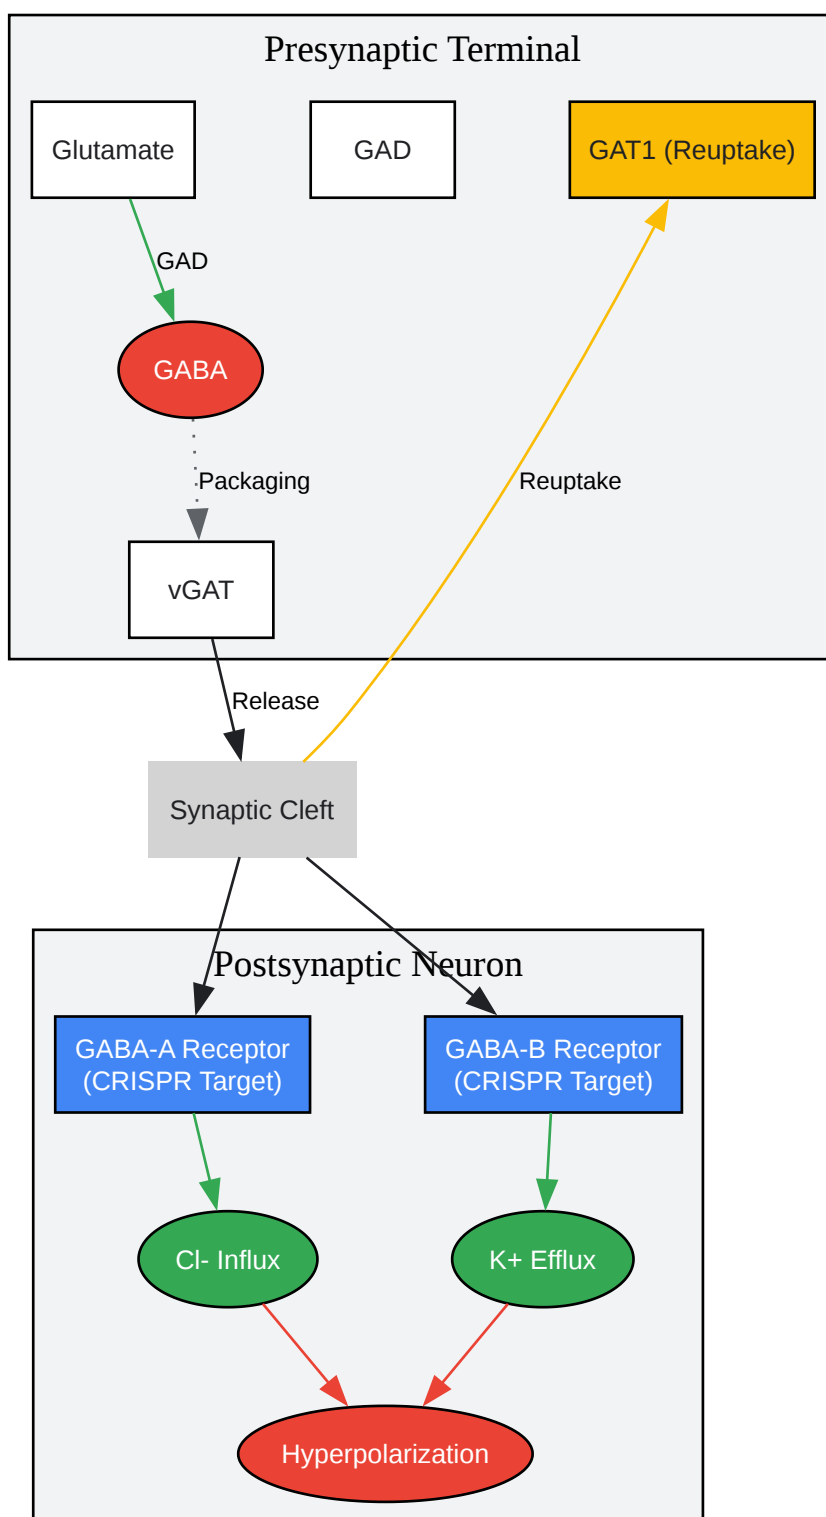 Presynaptic Terminal
Glutamate
GAD
GAT1 (Reuptake)
GAD
GABA
Packaging
Reuptake
vGAT
Release
Synaptic Cleft
Postsynaptic Neuron
GABA-A Receptor
(CRISPR Target)
GABA-B Receptor
(CRISPR Target)
Cl- Influx
K+ Efflux
Hyperpolarization